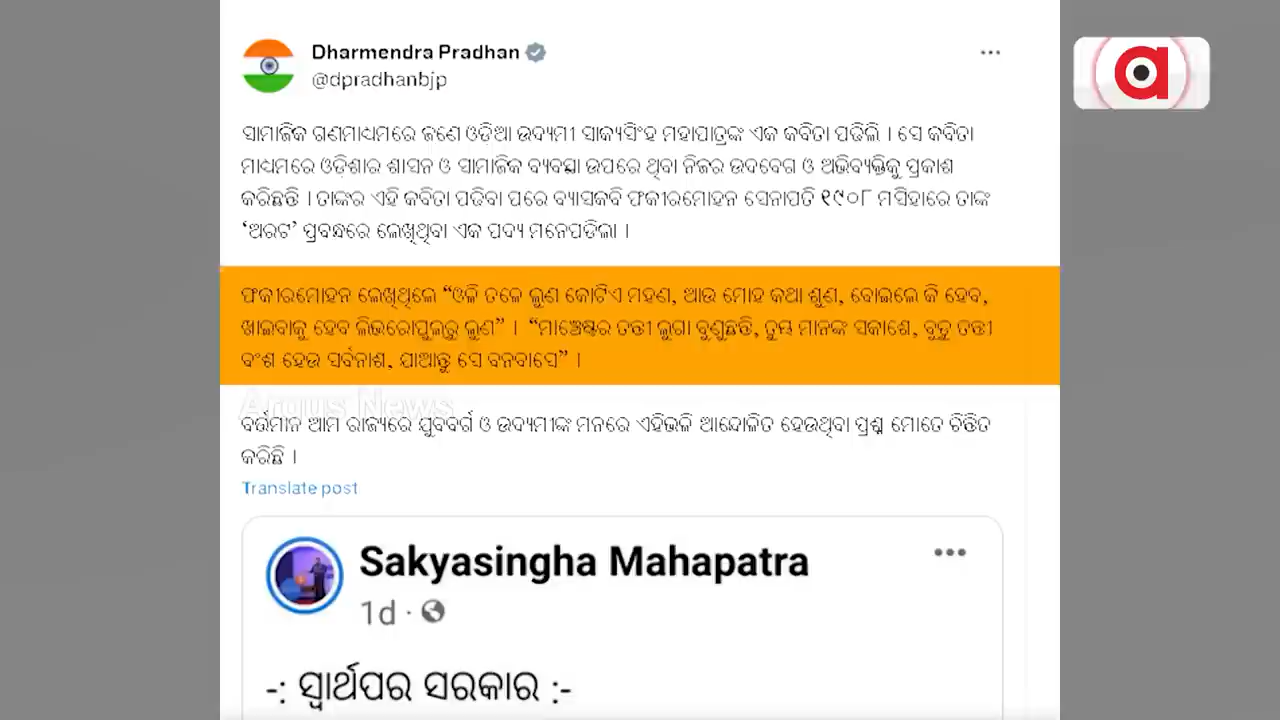 Dharmendra Pradhan
@dpradhanbjp
ସାମାଜିକ ଗଣମାଧ୍ୟମରେ ଜଣେ ଓଡ଼ିଆ ଉଦ୍ୟମୀ ସାକ୍ୟସିଂହ ମହାପାତ୍ରଙ୍କ ଏକ କବିତା ପଢିଲି । ସେ କବିତା
ମାଧ୍ୟମରେ ଓଡ଼ିଶାର ଶାସନ ଓ ସାମାଜିକ ବ୍ୟବସ୍ଥା ଉପରେ ଥିବା ନିଜର ଉଦବେଗ ଓ ଅଭିବ୍ୟକ୍ତିକୁ ପ୍ରକାଶ
କରିଛନ୍ତି । ତାଙ୍କର ଏହି କବିତା ପଢିବା ପରେ ବ୍ୟାସକବି ଫକୀରମୋହନ ସେନାପତି ୧୯୦୮ ମସିହାରେ ତାଙ୍କ
‘ଅରଟ’ ପ୍ରବନ୍ଧରେ ଲେଖିଥିବା ଏକ ପଦ୍ୟ ମନେପଡିଲା ।
ଫକୀରମୋହନ ଲେଖିଥିଲେ “ଓଳି ତଳେ ଲୁଣ କୋଟିଏ ମହଣ, ଆଉ ମୋହ କଥା ଶୁଣ, ବୋଇଲେ କି ହେବ,
ଖାଇବାକୁ ହେବ ଲିଭରୋପୁଲରୁ ଲୁଣ” । “ମାଞ୍ଚେଷ୍ଟର ତନ୍ତୀ ଲୁଗା ବୁଣୁଛନ୍ତି, ତୁମ୍ଭ ମାନଙ୍କ ସକାଶେ, ବୁଡୁ ତନ୍ତୀ
ବଂଶ ହେଉ ସର୍ବନାଶ, ଯାଆନ୍ତୁ ସେ ବନବାସେ” ।
Argus News
ବର୍ତ୍ତମାନ ଆମ ରାଜ୍ୟରେ ଯୁବବର୍ଗ ଓ ଉଦ୍ୟମୀଙ୍କ ମନରେ ଏହିଭଳି ଆନ୍ଦୋଳିତ ହେଉଥିବା ପ୍ରଶ୍ନ ମୋତେ ଚିନ୍ତିତ
କରିଛି ।
Translate post
Sakyasingha Mahapatra
1d ·
-: ସ୍ୱାର୍ଥପର ସରକାର :-